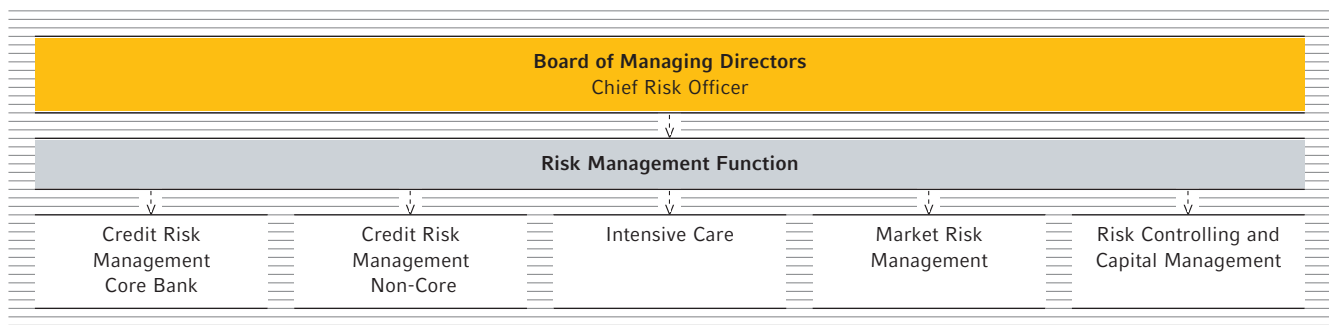 Board of Managing Directors
Chief Risk Officer
Risk Management Function
Credit Risk
Management
Core Bank
Credit Risk
Management
Non-Core
Intensive Care
Market Risk
Management
Risk Controlling and
Capital Management